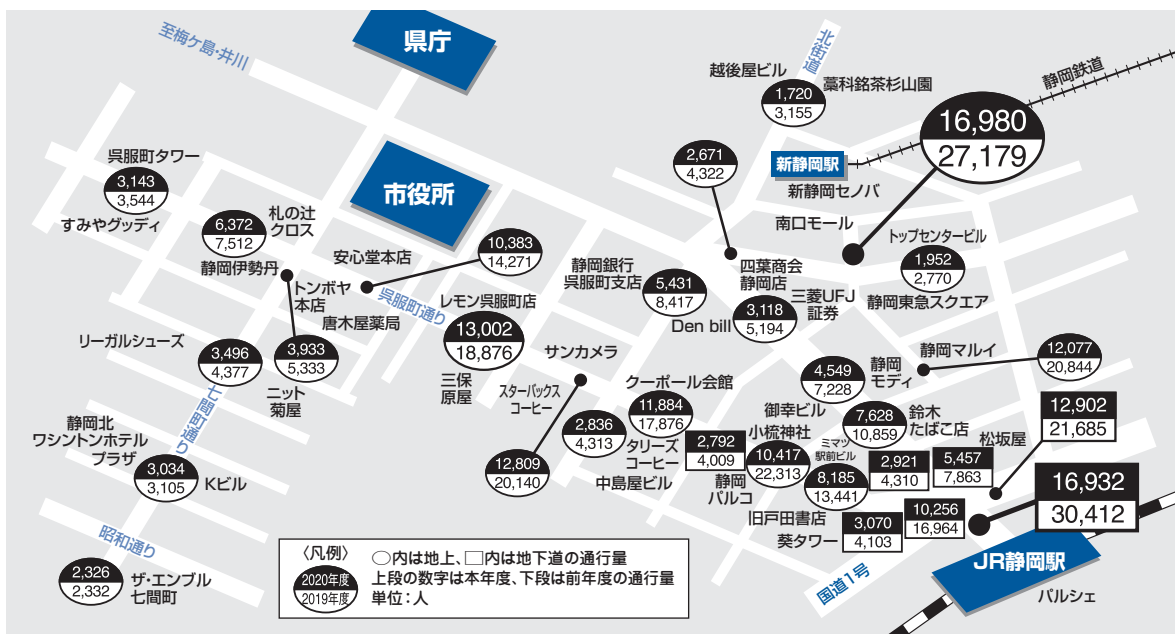 県庁
至梅ケ島・井川
北街道
越後屋ビル
1,720
3,155
藁科銘茶杉山園
静岡鉄道
16,980
27,179
2,671
4,322
新静岡駅
新静岡セノバ
呉服町タワー
3,143
3,544
すみやグッディ
市役所
南口モール
トップセンタービル
1,952
2,770
静岡東急スクエア
6,372
7,512
札の辻
クロス
静岡伊勢丹
安心堂本店
10,383
14,271
静岡銀行
呉服町支店
5,431
8,417
四葉商会
静岡店
三菱UFJ
証券
3,118
5,194
Den bill
トンボヤ
本店
呉服町通り
唐木屋薬局
レモン呉服町店
13,002
18,876
三保
原屋
リーガルシューズ
3,496
4,377
3,933
5,333
ニット
菊屋
サンカメラ
スターバックス
コーヒー
12,809
20,140
静岡マルイ
12,077
20,844
4,549
7,228
静岡
モディ
クーポール会館
11,884
17,876
2,836
4,313
タリーズ
コーヒー
中島屋ビル
御幸ビル
7,628
10,859
鈴木
たばこ店
12,902
21,685
松坂屋
七間町通り
静岡北
ワシントンホテル
プラザ
3,034
3,105
Kビル
2,792
4,009
小梳神社
10,417
22,313
静岡
パルコ
ミマツ
駅前ビル
8,185
13,441
2,921
4,310
5,457
7,863
16,932
30,412
旧戸田書店
葵タワー
3,070
4,103
10,256
16,964
昭和通り
2,326
2,332
ザ・エンブル
七間町
国道1号
JR静岡駅
パルシェ
〈凡例〉
2020年度
2019年度
○内は地上、□内は地下道の通行量
上段の数字は本年度、下段は前年度の通行量
単位：人